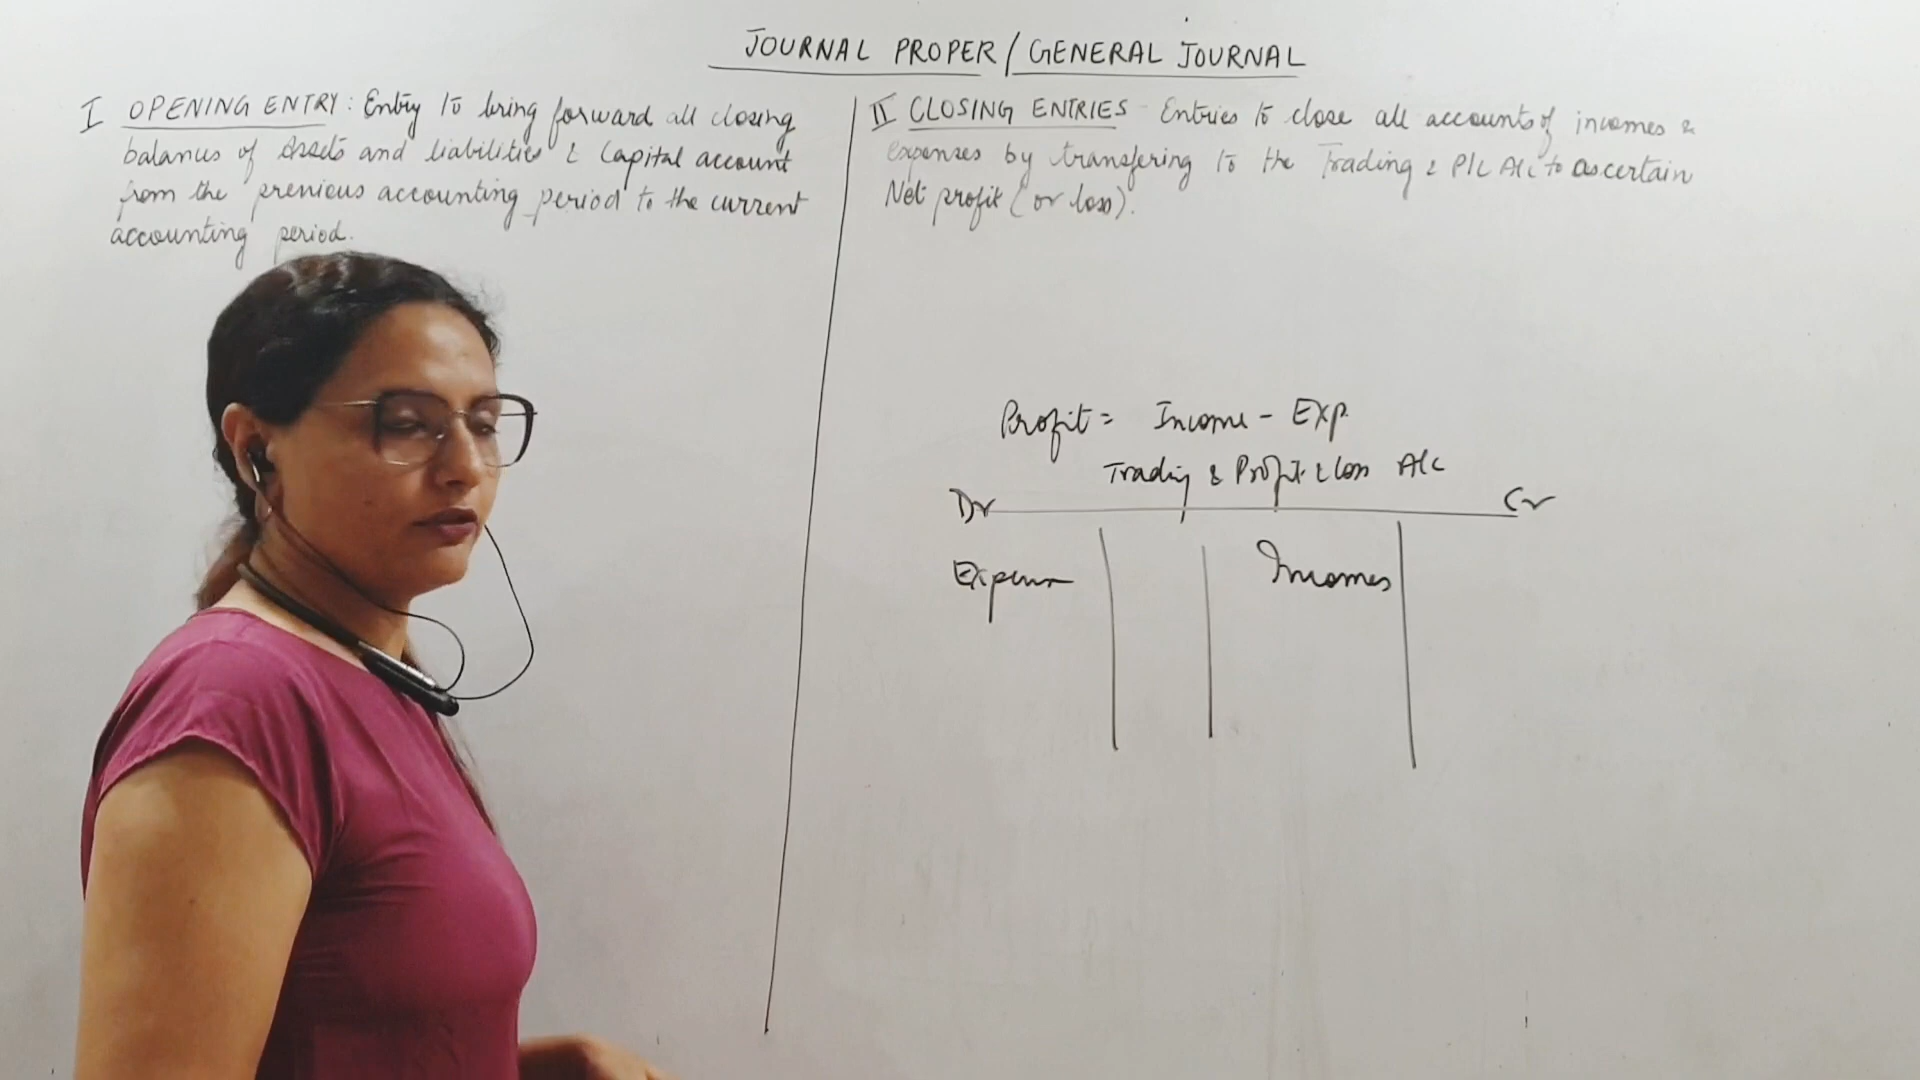 JOURNAL PROPER / GENERAL JOURNAL
I OPENING ENTRY: Entry to bring forward all closing
balances of Assets and liabilities & Capital account
from the previous accounting period to the current
accounting period.
II CLOSING ENTRIES - Entries to close all accounts of incomes &
expenses by transfering to the Trading & P/L A/c to ascertain
Net profit (or loss).
Profit = Income - Exp.
Trading & Profit & loss A/c
Dr Cr
Expense Incomes